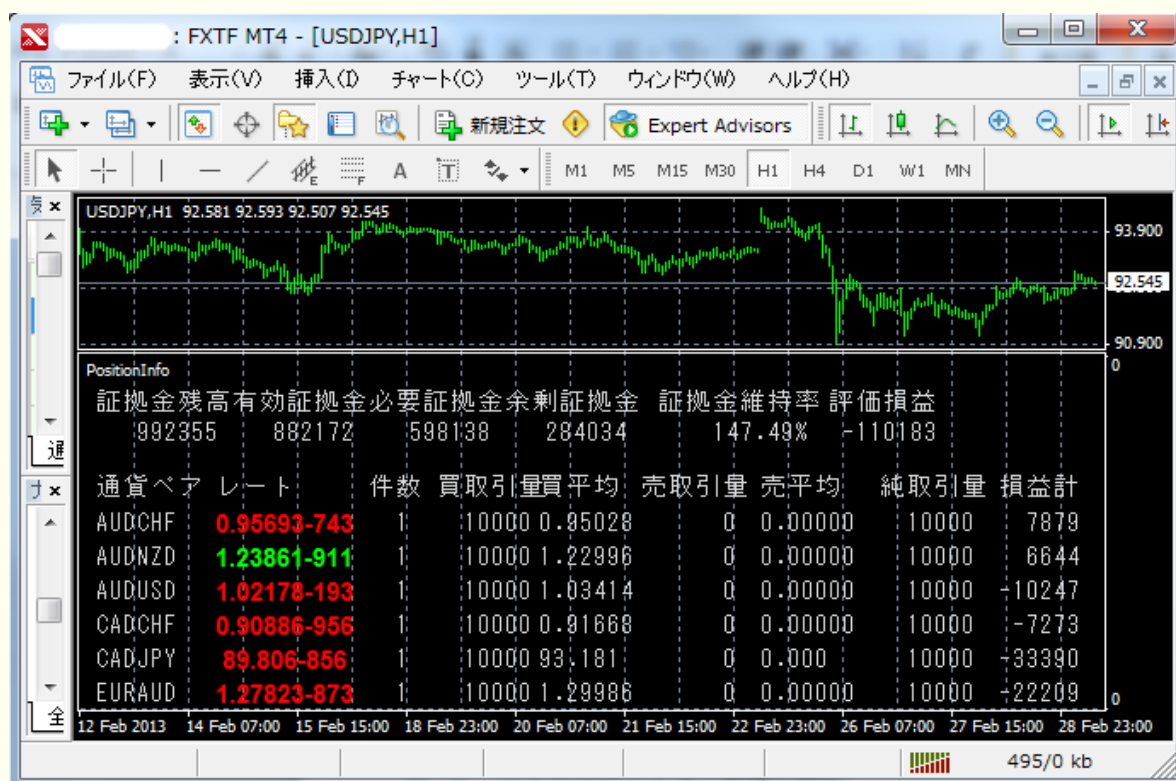 : FXTF MT4 - [USDJPY,H1]
ファイル(F) 表示(V) 挿入(I) チャート(C) ツール(T) ウィンドウ(W) ヘルプ(H)
新規注文 Expert Advisors
E F A T M1 M5 M15 M30 H1 H4 D1 W1 MN
USDJPY,H1 92.581 92.593 92.507 92.545
93.900
92.545
90.900
PositionInfo
0
証拠金残高 有効証拠金 必要証拠金 余剰証拠金 証拠金維持率 評価損益
992355 882172 598138 284034 147.49% -110183
通貨ペア レート 件数 買取引量 買平均 売取引量 売平均 純取引量 損益計
AUDCHF 0.95693-743 1 10000 0.95028 0 0.00000 10000 7879
AUDNZD 1.23861-911 1 10000 1.22996 0 0.00000 10000 6644
AUDUSD 1.02178-193 1 10000 1.03414 0 0.00000 10000 -10247
CADCHF 0.90886-956 1 10000 0.91668 0 0.00000 10000 -7273
CADJPY 89.806-856 1 10000 93.181 0 0.000 10000 -33390
EURAUD 1.27823-873 1 10000 1.29986 0 0.00000 10000 -22209
0
全
12 Feb 2013 14 Feb 07:00 15 Feb 15:00 18 Feb 23:00 20 Feb 07:00 21 Feb 15:00 22 Feb 23:00 26 Feb 07:00 27 Feb 15:00 28 Feb 23:00
495/0 kb